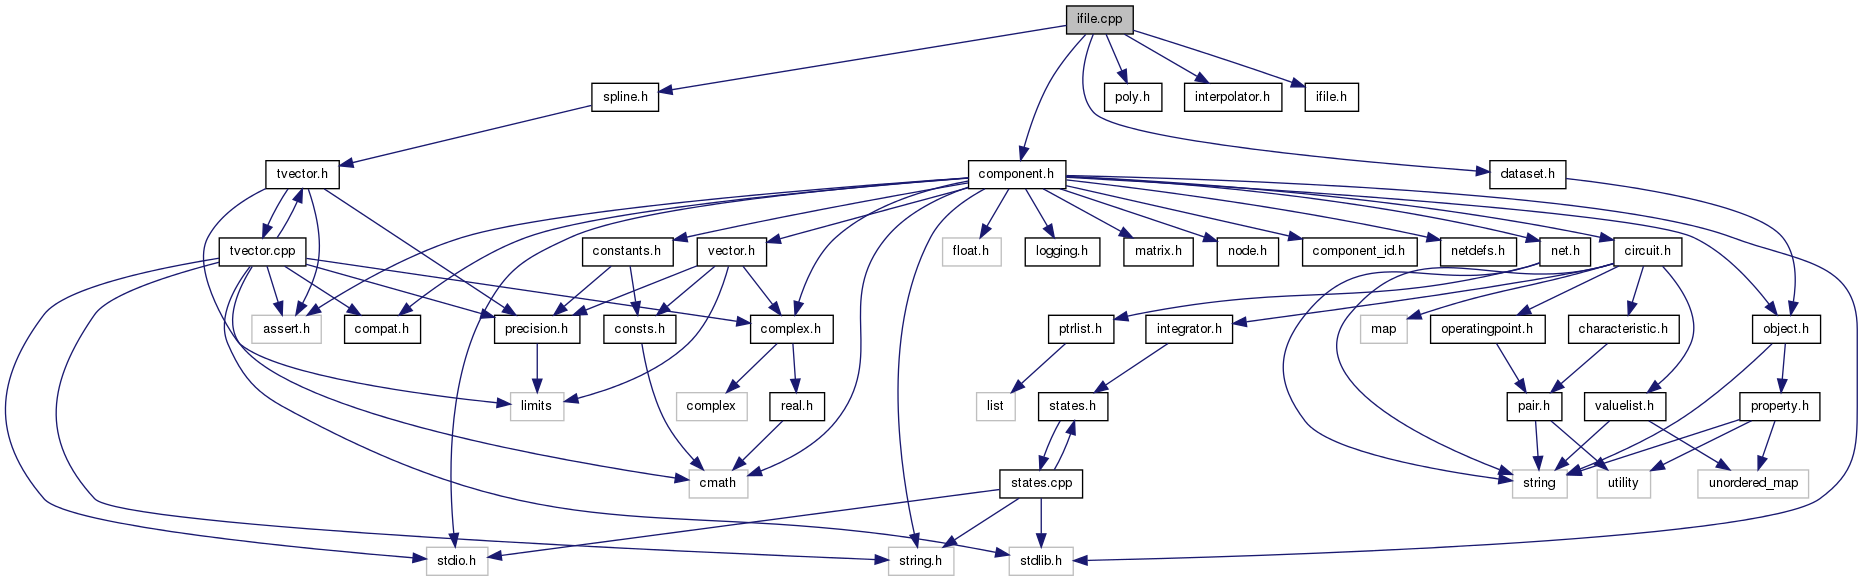 ifile.cpp
spline.h
poly.h
interpolator.h
ifile.h
tvector.h
component.h
dataset.h
tvector.cpp
constants.h
vector.h
float.h
logging.h
matrix.h
node.h
component_id.h
netdefs.h
net.h
circuit.h
assert.h
compat.h
precision.h
consts.h
complex.h
ptrlist.h
integrator.h
map
operatingpoint.h
characteristic.h
object.h
limits
complex
real.h
list
states.h
pair.h
valuelist.h
property.h
cmath
states.cpp
string
utility
unordered_map
stdio.h
string.h
stdlib.h